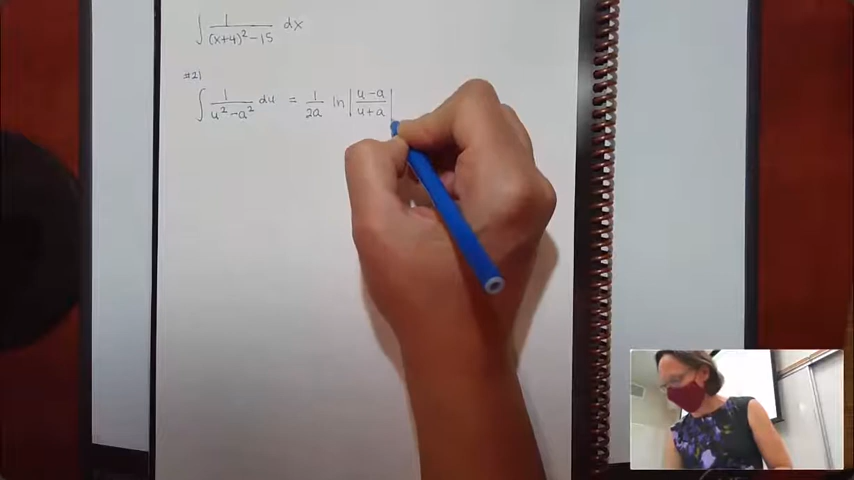 ∫ 1/((x+4)²-15) dx
#21
∫ 1/(u²-a²) du = 1/(2a) ln |(u-a)/(u+a)|